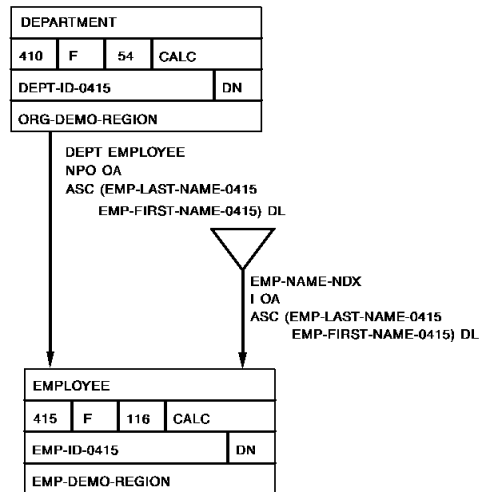 DEPARTMENT
410 F 54 CALC
DEPT-ID-0415 DN
ORG-DEMO-REGION
DEPT EMPLOYEE
NPO OA
ASC (EMP-LAST-NAME-0415
EMP-FIRST-NAME-0415) DL
EMP-NAME-NDX
I OA
ASC (EMP-LAST-NAME-0415
EMP-FIRST-NAME-0415) DL
EMPLOYEE
415 F 116 CALC
EMP-ID-0415 DN
EMP-DEMO-REGION